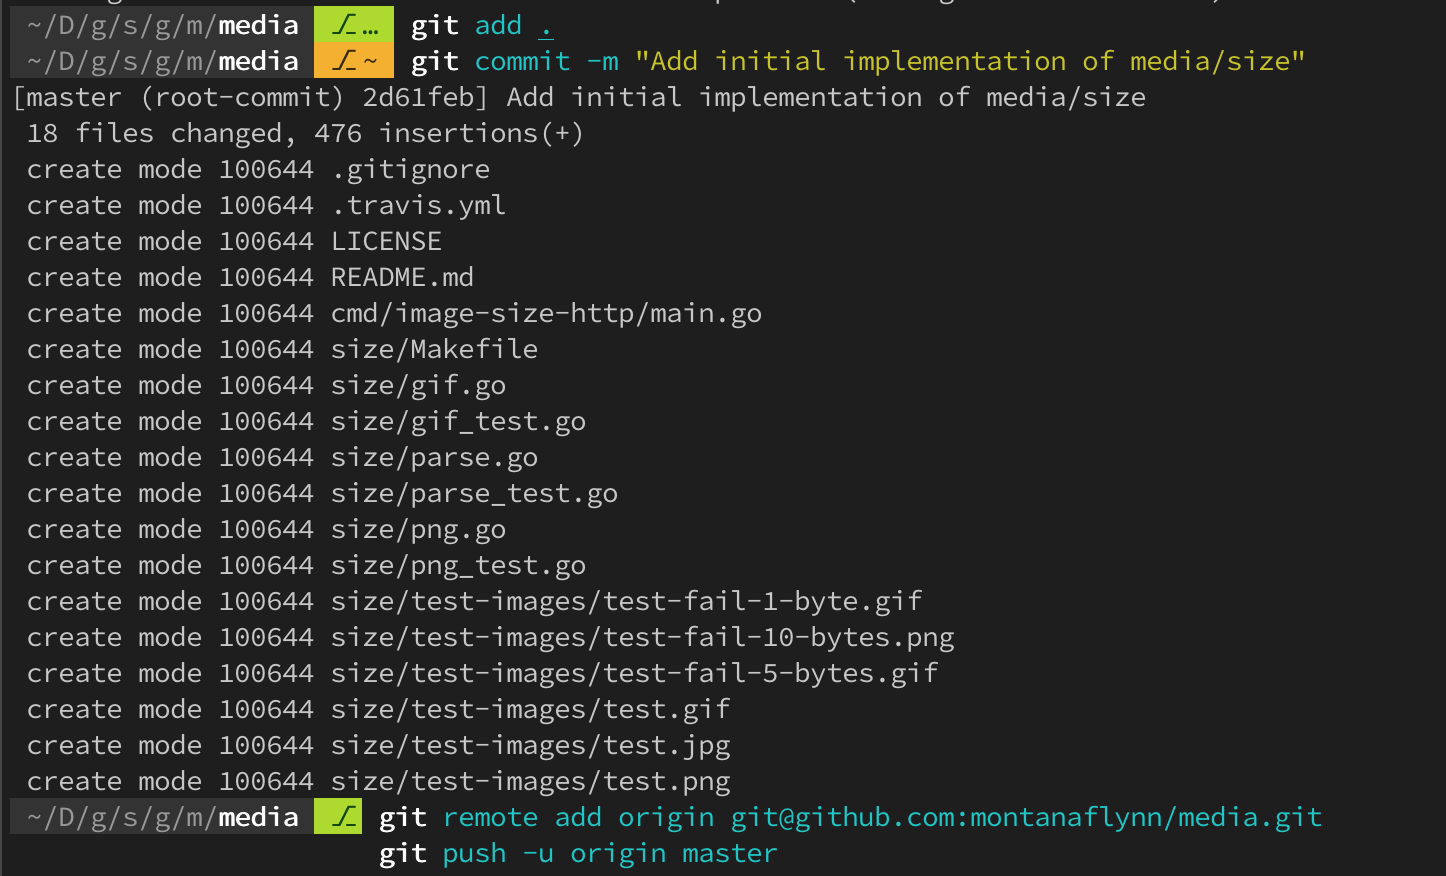 ~/D/g/s/g/m/media … git add .
~/D/g/s/g/m/media ~ git commit -m "Add initial implementation of media/size"
[master (root-commit) 2d61feb] Add initial implementation of media/size
18 files changed, 476 insertions(+)
create mode 100644 .gitignore
create mode 100644 .travis.yml
create mode 100644 LICENSE
create mode 100644 README.md
create mode 100644 cmd/image-size-http/main.go
create mode 100644 size/Makefile
create mode 100644 size/gif.go
create mode 100644 size/gif_test.go
create mode 100644 size/parse.go
create mode 100644 size/parse_test.go
create mode 100644 size/png.go
create mode 100644 size/png_test.go
create mode 100644 size/test-images/test-fail-1-byte.gif
create mode 100644 size/test-images/test-fail-10-bytes.png
create mode 100644 size/test-images/test-fail-5-bytes.gif
create mode 100644 size/test-images/test.gif
create mode 100644 size/test-images/test.jpg
create mode 100644 size/test-images/test.png
~/D/g/s/g/m/media git remote add origin git@github.com:montanaflynn/media.git
git push -u origin master